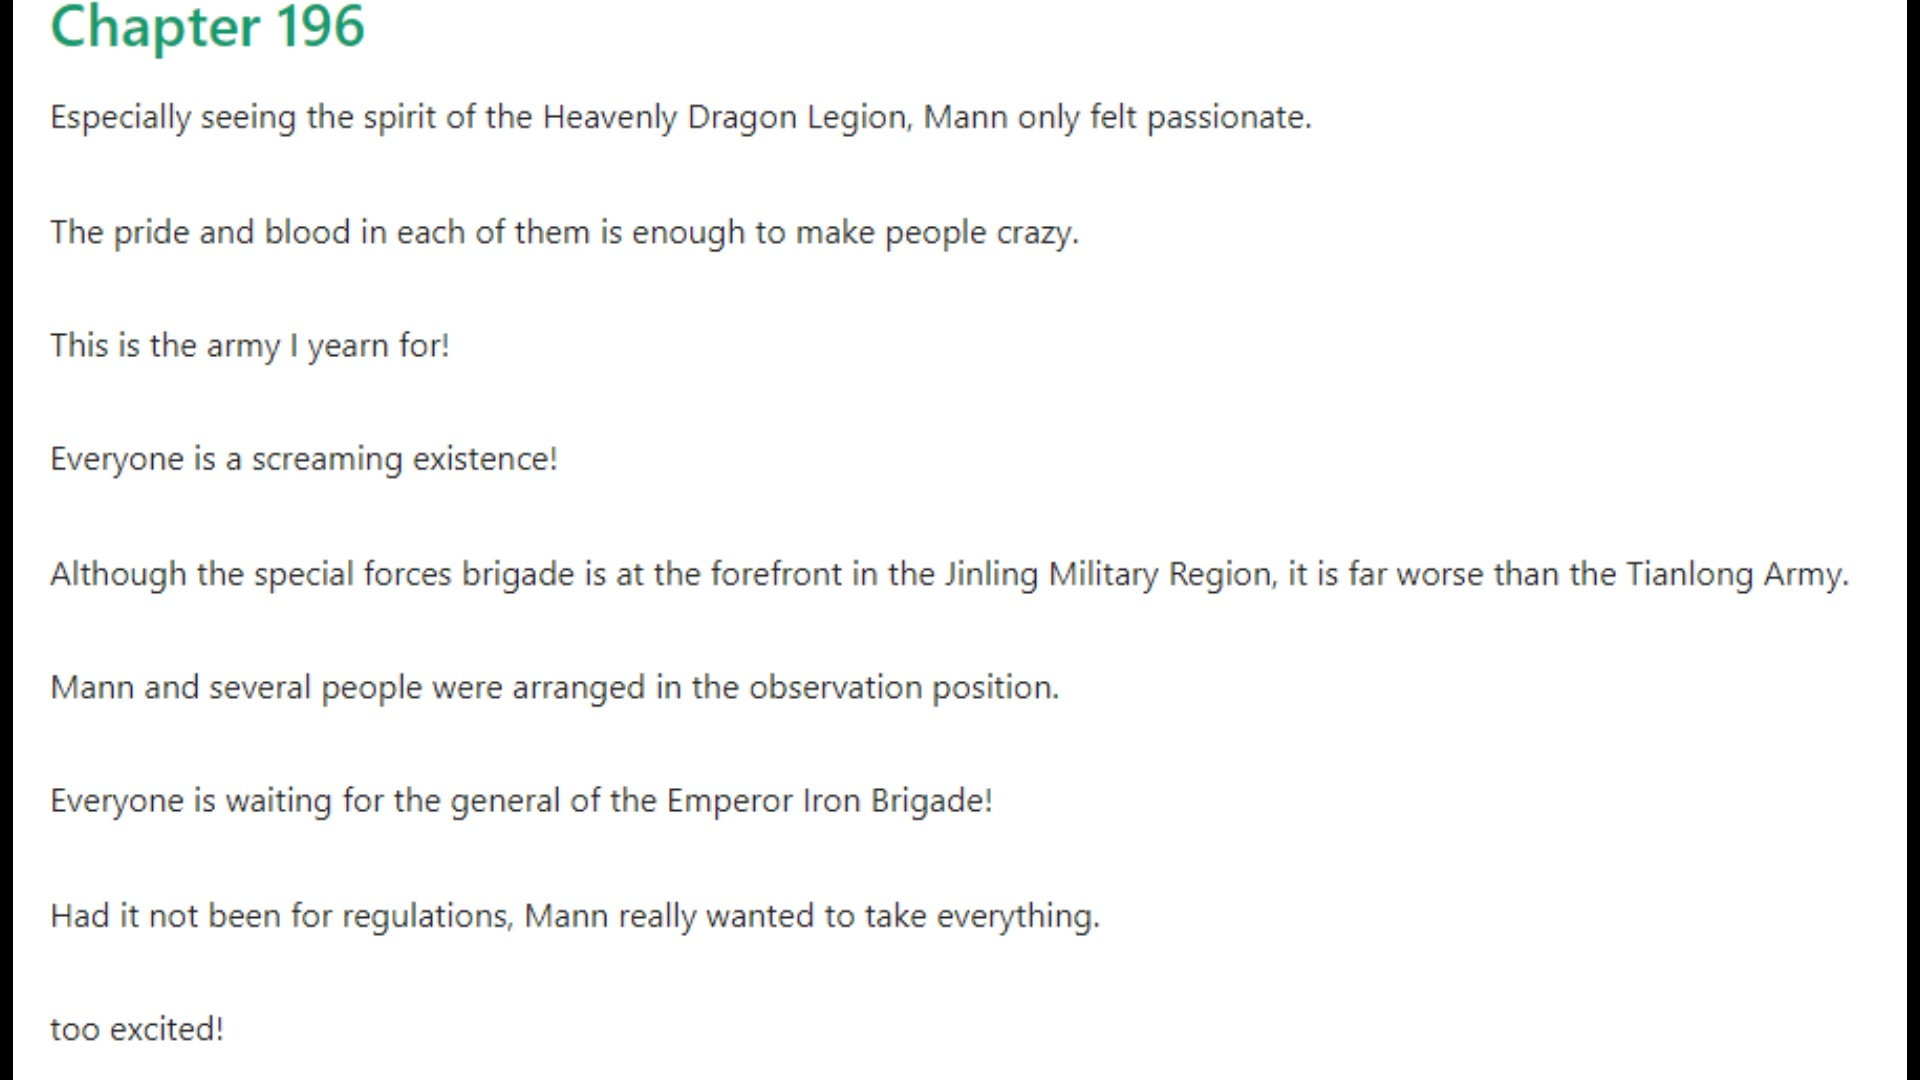 Chapter 196
Especially seeing the spirit of the Heavenly Dragon Legion, Mann only felt passionate.
The pride and blood in each of them is enough to make people crazy.
This is the army I yearn for!
Everyone is a screaming existence!
Although the special forces brigade is at the forefront in the Jinling Military Region, it is far worse than the Tianlong Army.
Mann and several people were arranged in the observation position.
Everyone is waiting for the general of the Emperor Iron Brigade!
Had it not been for regulations, Mann really wanted to take everything.
too excited!